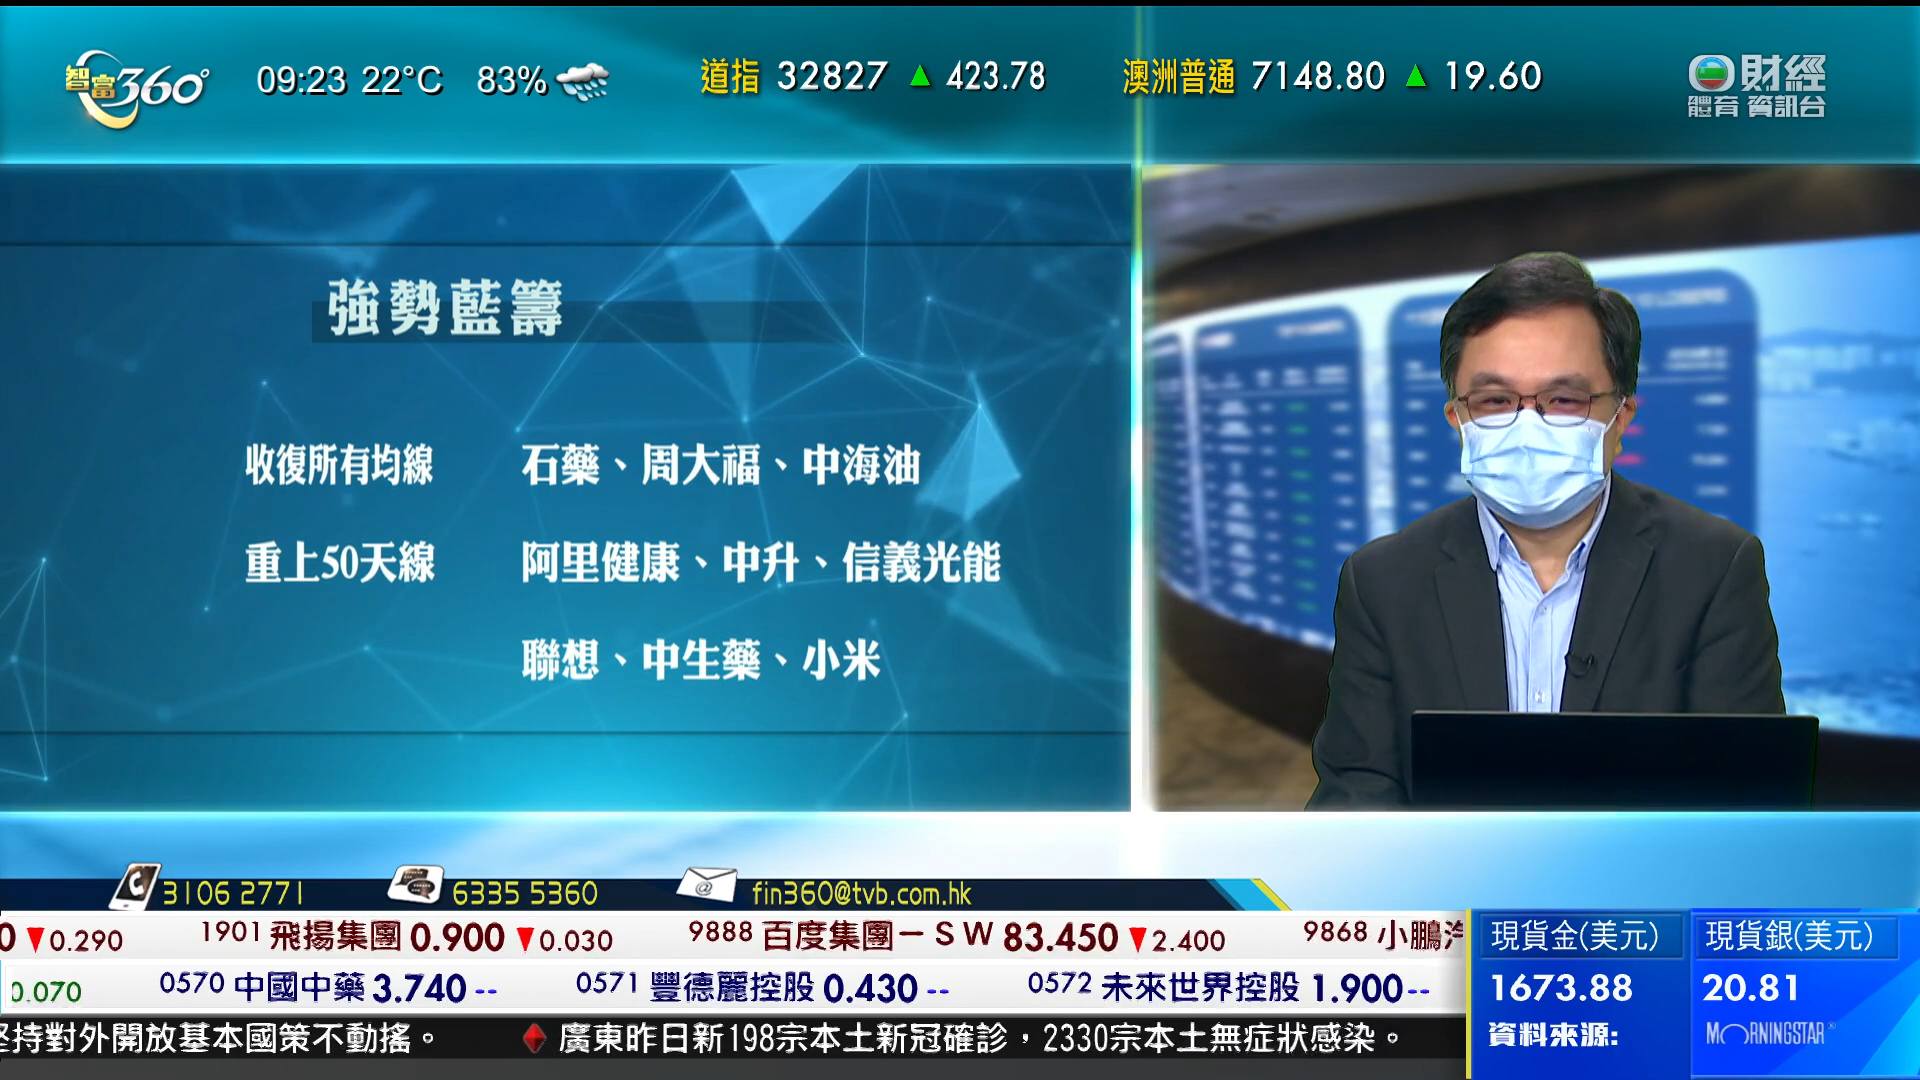 智富360°
09:23 22°C 83%
道指 32827 ▲ 423.78
澳洲普通 7148.80 ▲ 19.60
財經
體育 資訊台
強勢藍籌
收復所有均線 石藥、周大福、中海油
重上50天線 阿里健康、中升、信義光能
聯想、中生藥、小米
3106 2771 6335 5360 fin360@tvb.com.hk
0 ▼0.290 1901 飛揚集團 0.900 ▼0.030 9888 百度集團－ＳＷ 83.450 ▼2.400 9868 小鵬汽
0.070 0570 中國中藥 3.740 -- 0571 豐德麗控股 0.430 -- 0572 未來世界控股 1.900 --
堅持對外開放基本國策不動搖。 ♦ 廣東昨日新198宗本土新冠確診，2330宗本土無症狀感染。
現貨金(美元) 現貨銀(美元)
1673.88 20.81
資料來源: MORNINGSTAR®